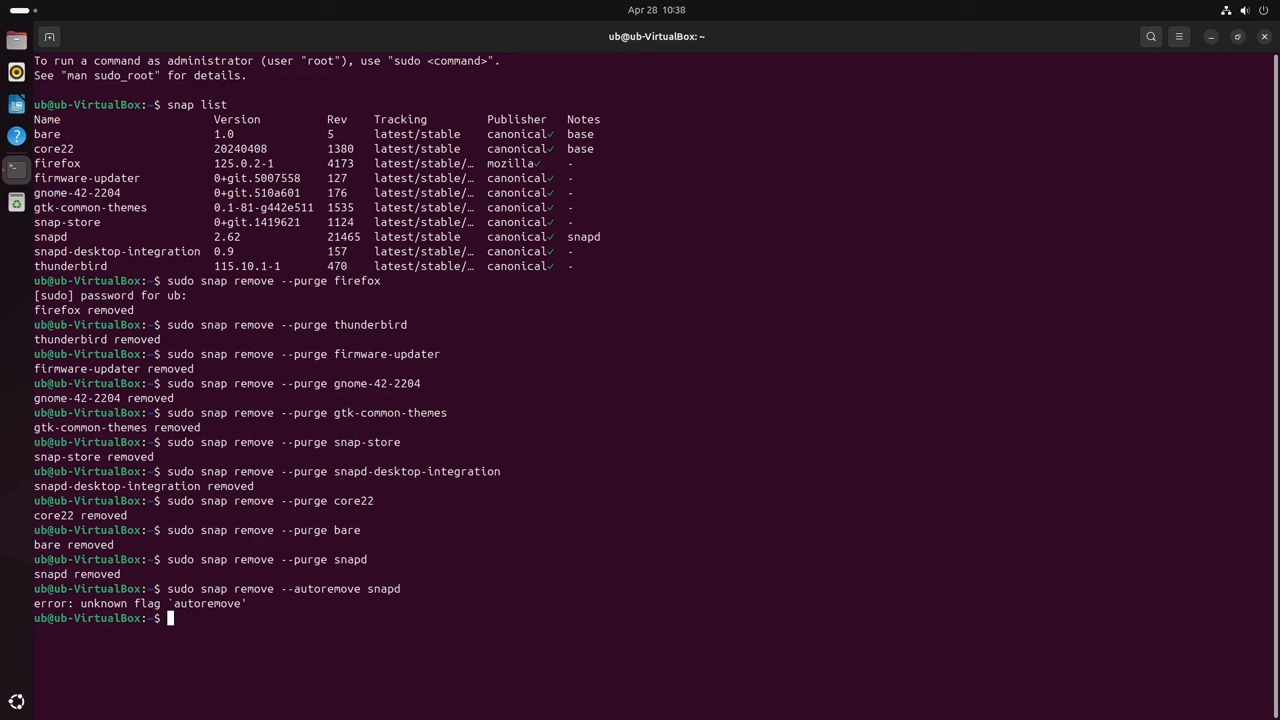 Apr 28 10:38
ub@ub-VirtualBox: ~
To run a command as administrator (user "root"), use "sudo <command>".
See "man sudo_root" for details.
ub@ub-VirtualBox:~$ snap list
Name Version Rev Tracking Publisher Notes
bare 1.0 5 latest/stable canonical✓ base
core22 20240408 1380 latest/stable canonical✓ base
firefox 125.0.2-1 4173 latest/stable/… mozilla✓ -
firmware-updater 0+git.5007558 127 latest/stable/… canonical✓ -
gnome-42-2204 0+git.510a601 176 latest/stable/… canonical✓ -
gtk-common-themes 0.1-81-g442e511 1535 latest/stable/… canonical✓ -
snap-store 0+git.1419621 1124 latest/stable/… canonical✓ -
snapd 2.62 21465 latest/stable canonical✓ snapd
snapd-desktop-integration 0.9 157 latest/stable/… canonical✓ -
thunderbird 115.10.1-1 470 latest/stable/… canonical✓ -
ub@ub-VirtualBox:~$ sudo snap remove --purge firefox
[sudo] password for ub:
firefox removed
ub@ub-VirtualBox:~$ sudo snap remove --purge thunderbird
thunderbird removed
ub@ub-VirtualBox:~$ sudo snap remove --purge firmware-updater
firmware-updater removed
ub@ub-VirtualBox:~$ sudo snap remove --purge gnome-42-2204
gnome-42-2204 removed
ub@ub-VirtualBox:~$ sudo snap remove --purge gtk-common-themes
gtk-common-themes removed
ub@ub-VirtualBox:~$ sudo snap remove --purge snap-store
snap-store removed
ub@ub-VirtualBox:~$ sudo snap remove --purge snapd-desktop-integration
snapd-desktop-integration removed
ub@ub-VirtualBox:~$ sudo snap remove --purge core22
core22 removed
ub@ub-VirtualBox:~$ sudo snap remove --purge bare
bare removed
ub@ub-VirtualBox:~$ sudo snap remove --purge snapd
snapd removed
ub@ub-VirtualBox:~$ sudo snap remove --autoremove snapd
error: unknown flag `autoremove'
ub@ub-VirtualBox:~$